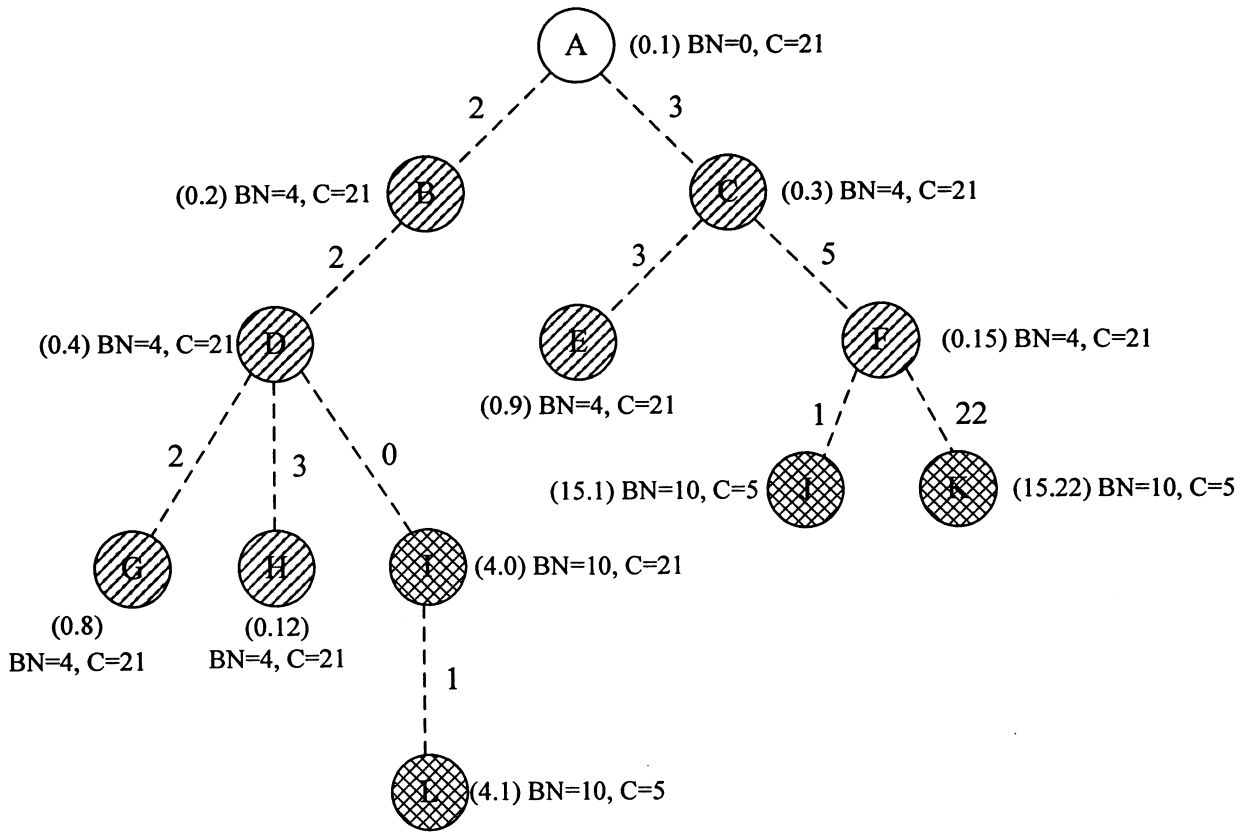 A (0.1) BN=0, C=21
2 3
(0.2) BN=4, C=21 B C (0.3) BN=4, C=21
2 3 5
(0.4) BN=4, C=21 D E F (0.15) BN=4, C=21
(0.9) BN=4, C=21
2 3 0 1 22
(15.1) BN=10, C=5 J K (15.22) BN=10, C=5
G H I (4.0) BN=10, C=21
(0.8) (0.12)
BN=4, C=21 BN=4, C=21
1
L (4.1) BN=10, C=5